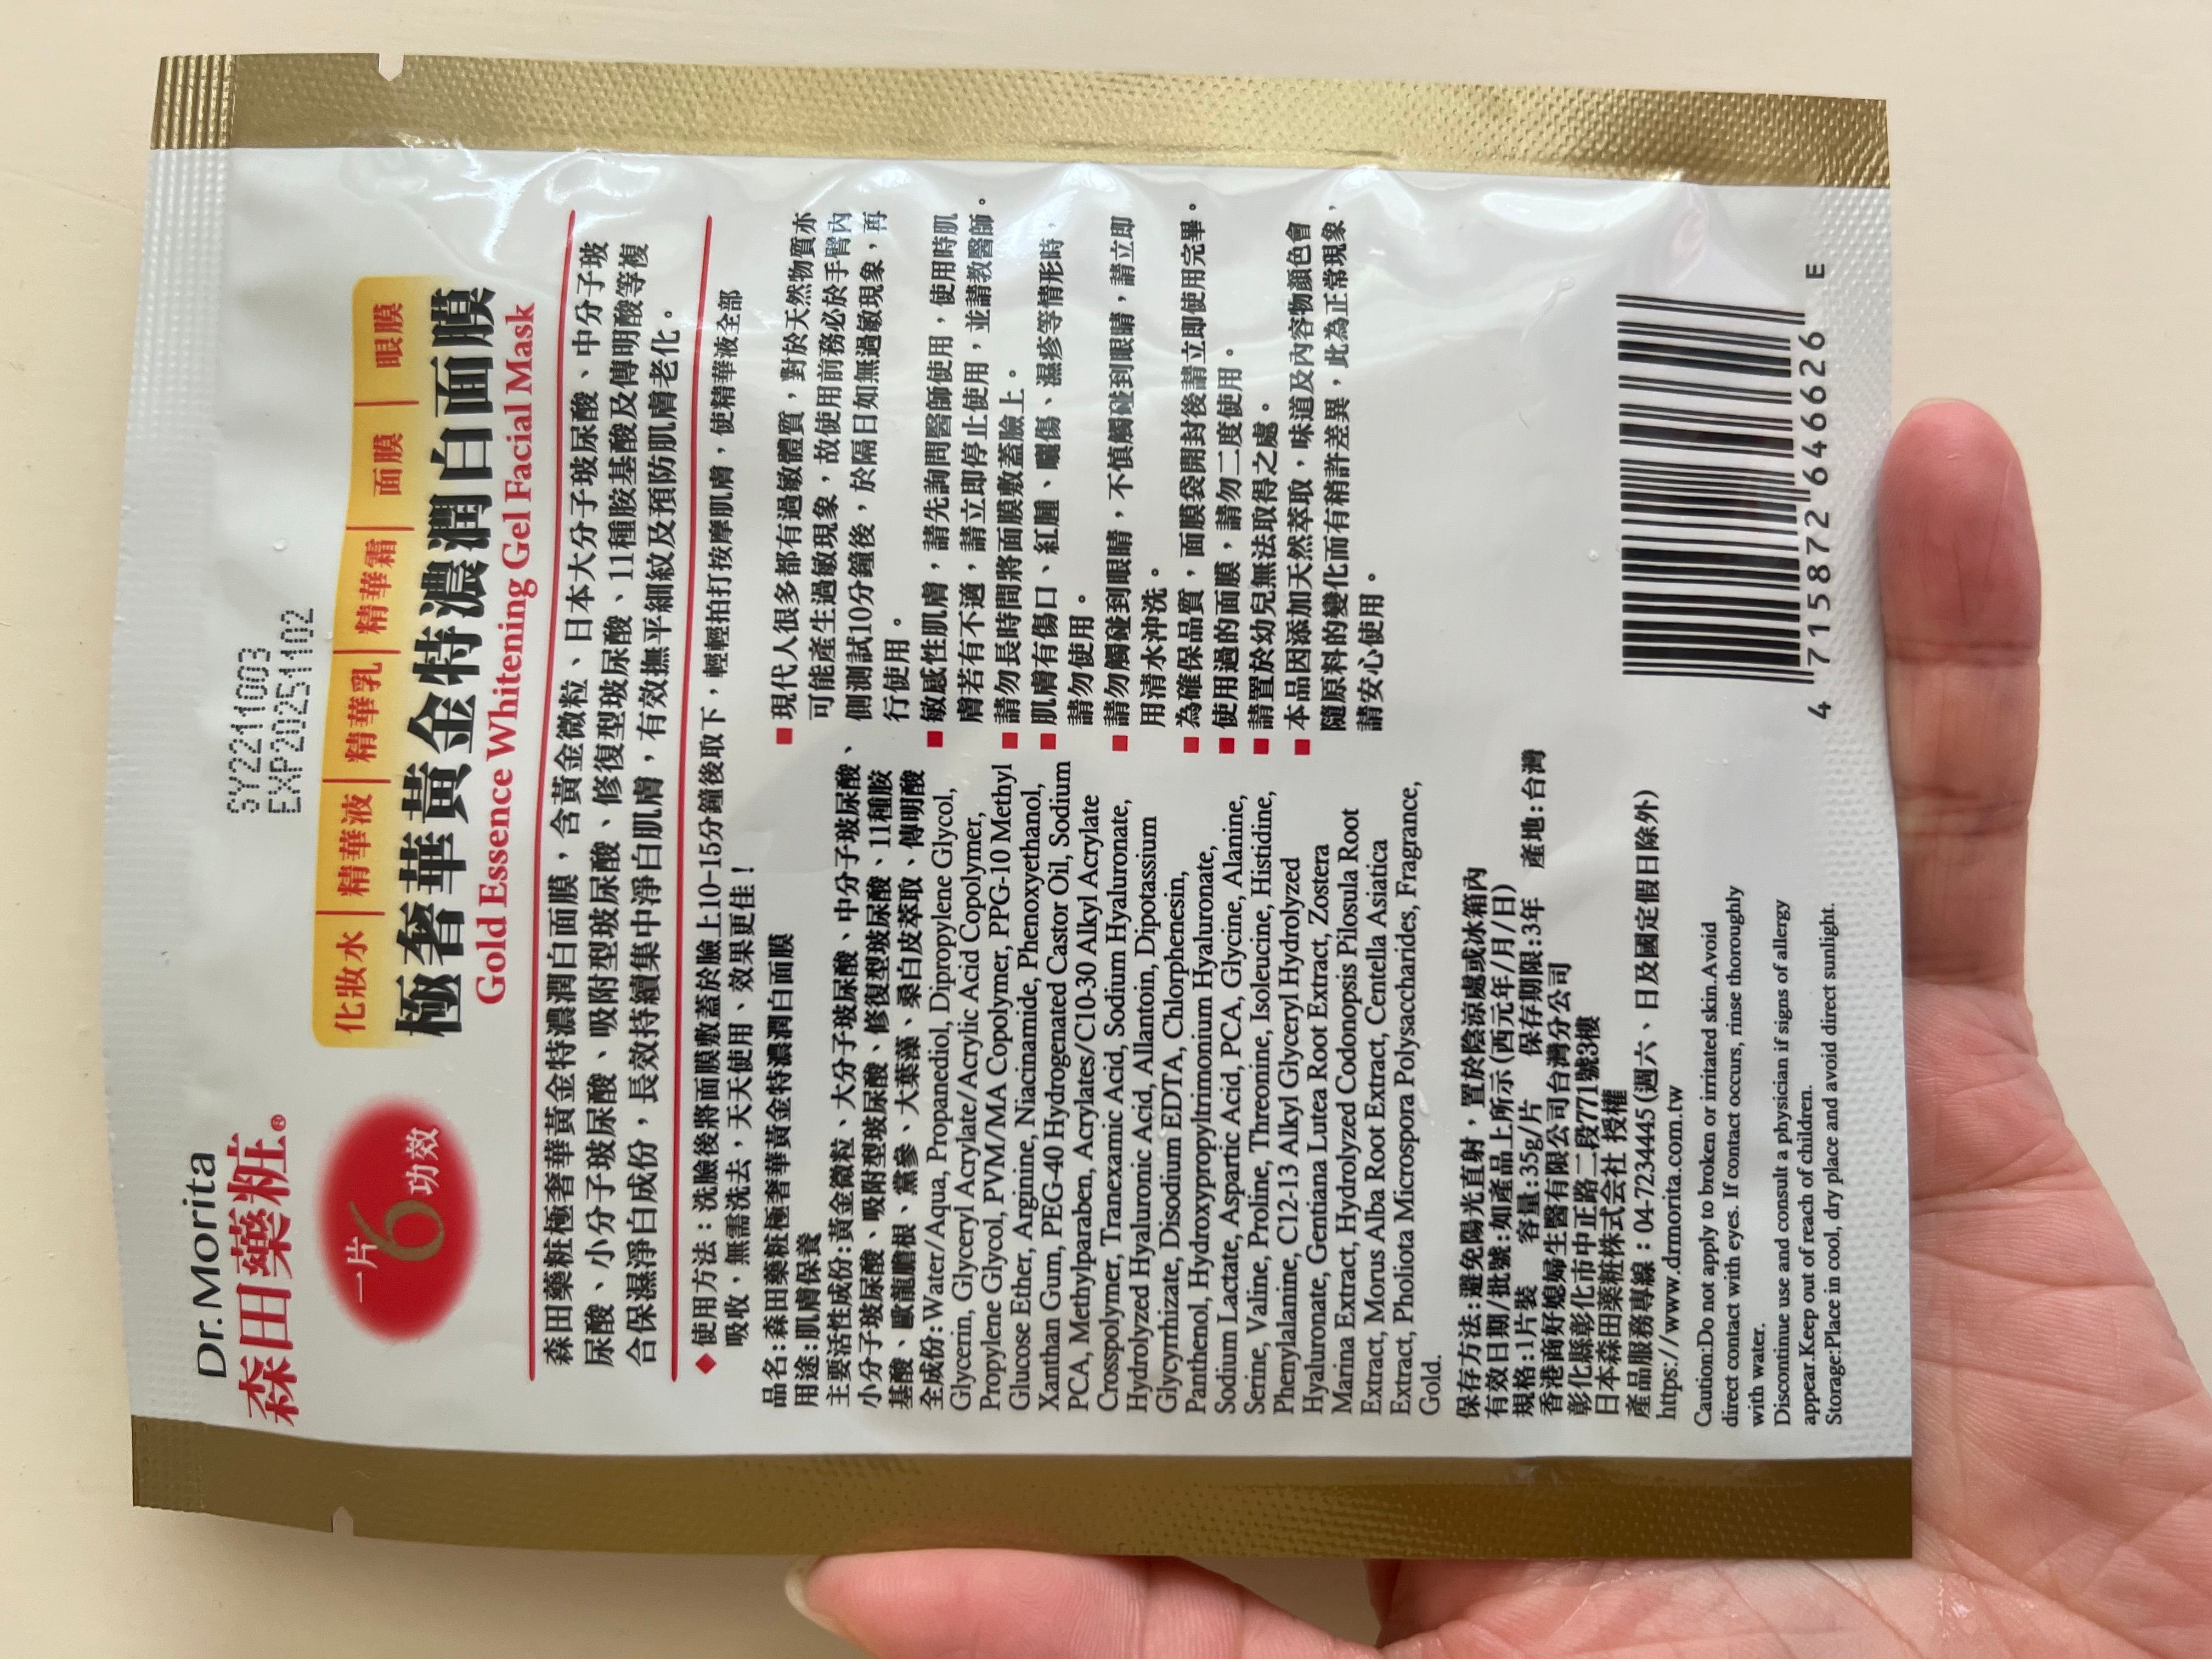 Dr.Morita
森田藥粧®
SY221003
EXP20251102
一片
6功效
化妝水|精華液|精華乳|精華霜|面膜|眼膜
極奢華黃金特濃潤白面膜
Gold Essence Whitening Gel Facial Mask
森田藥粧極奢華黃金特濃潤白面膜，含黃金微粒、日本大分子玻尿酸、中分子玻
尿酸、小分子玻尿酸、吸附型玻尿酸、修復型玻尿酸、11種胺基酸及傳明酸等複
合保濕淨白成份，長效持續集中淨白肌膚，有效撫平細紋及預防肌膚老化。
◆使用方法：洗臉後將面膜敷蓋於臉上10-15分鐘後取下，輕輕拍打按摩肌膚，使精華液全部
吸收，無需洗去，天天使用、效果更佳！
品名:森田藥粧極奢華黃金特濃潤白面膜
用途:肌膚保養
主要活性成份:黃金微粒、大分子玻尿酸、中分子玻尿酸、
小分子玻尿酸、吸附型玻尿酸、修復型玻尿酸、11種胺
基酸、歐龍膽根、黨參、大葉藻、桑白皮萃取、傳明酸
全成份:Water/Aqua, Propanediol, Dipropylene Glycol,
Glycerin, Glyceryl Acrylate/Acrylic Acid Copolymer,
Propylene Glycol, PVM/MA Copolymer, PPG-10 Methyl
Glucose Ether, Arginine, Niacinamide, Phenoxyethanol,
Xanthan Gum, PEG-40 Hydrogenated Castor Oil, Sodium
PCA, Methylparaben, Acrylates/C10-30 Alkyl Acrylate
Crosspolymer, Tranexamic Acid, Sodium Hyaluronate,
Hydrolyzed Hyaluronic Acid, Allantoin, Dipotassium
Glycyrrhizate, Disodium EDTA, Chlorphenesin,
Panthenol, Hydroxypropyltrimonium Hyaluronate,
Sodium Lactate, Aspartic Acid, PCA, Glycine, Alanine,
Serine, Valine, Proline, Threonine, Isoleucine, Histidine,
Phenylalanine, C12-13 Alkyl Glyceryl Hydrolyzed
Hyaluronate, Gentiana Lutea Root Extract, Zostera
Marina Extract, Hydrolyzed Codonopsis Pilosula Root
Extract, Morus Alba Root Extract, Centella Asiatica
Extract, Pholiota Microspora Polysaccharides, Fragrance,
Gold.
保存方法:避免陽光直射，置於陰涼處或冰箱內
有效日期/批號:如產品上所示(西元年/月/日)
規格:1片裝 容量:35g/片 保存期限:3年 產地:台灣
香港商好媳婦生醫有限公司台灣分公司
彰化縣彰化市中正路二段771號3樓
日本森田薬粧株式会社 授權
產品服務專線：04-7234445(週六、日及國定假日除外)
https://www.drmorita.com.tw
Caution:Do not apply to broken or irritated skin.Avoid
direct contact with eyes. If contact occurs, rinse thoroughly
with water.
Discontinue use and consult a physician if signs of allergy
appear.Keep out of reach of children.
Storage:Place in cool, dry place and avoid direct sunlight.
■現代人很多都有過敏體質，對於天然物質亦
可能產生過敏現象，故使用前務必於手臂內
側測試10分鐘後，於隔日如無過敏現象，再
行使用。
■敏感性肌膚，請先詢問醫師使用，使用時肌
膚若有不適，請立即停止使用，並請教醫師。
■請勿長時間將面膜敷蓋臉上。
■肌膚有傷口、紅腫、曬傷、濕疹等情形時，
請勿使用。
■請勿觸碰到眼睛，不慎觸碰到眼睛，請立即
用清水沖洗。
■為確保品質，面膜袋開封後請立即使用完畢。
■使用過的面膜，請勿二度使用。
■請置於幼兒無法取得之處。
■本品因添加天然萃取，味道及內容物顏色會
隨原料的變化而有稍許差異，此為正常現象，
請安心使用。
4 715872 646626 E